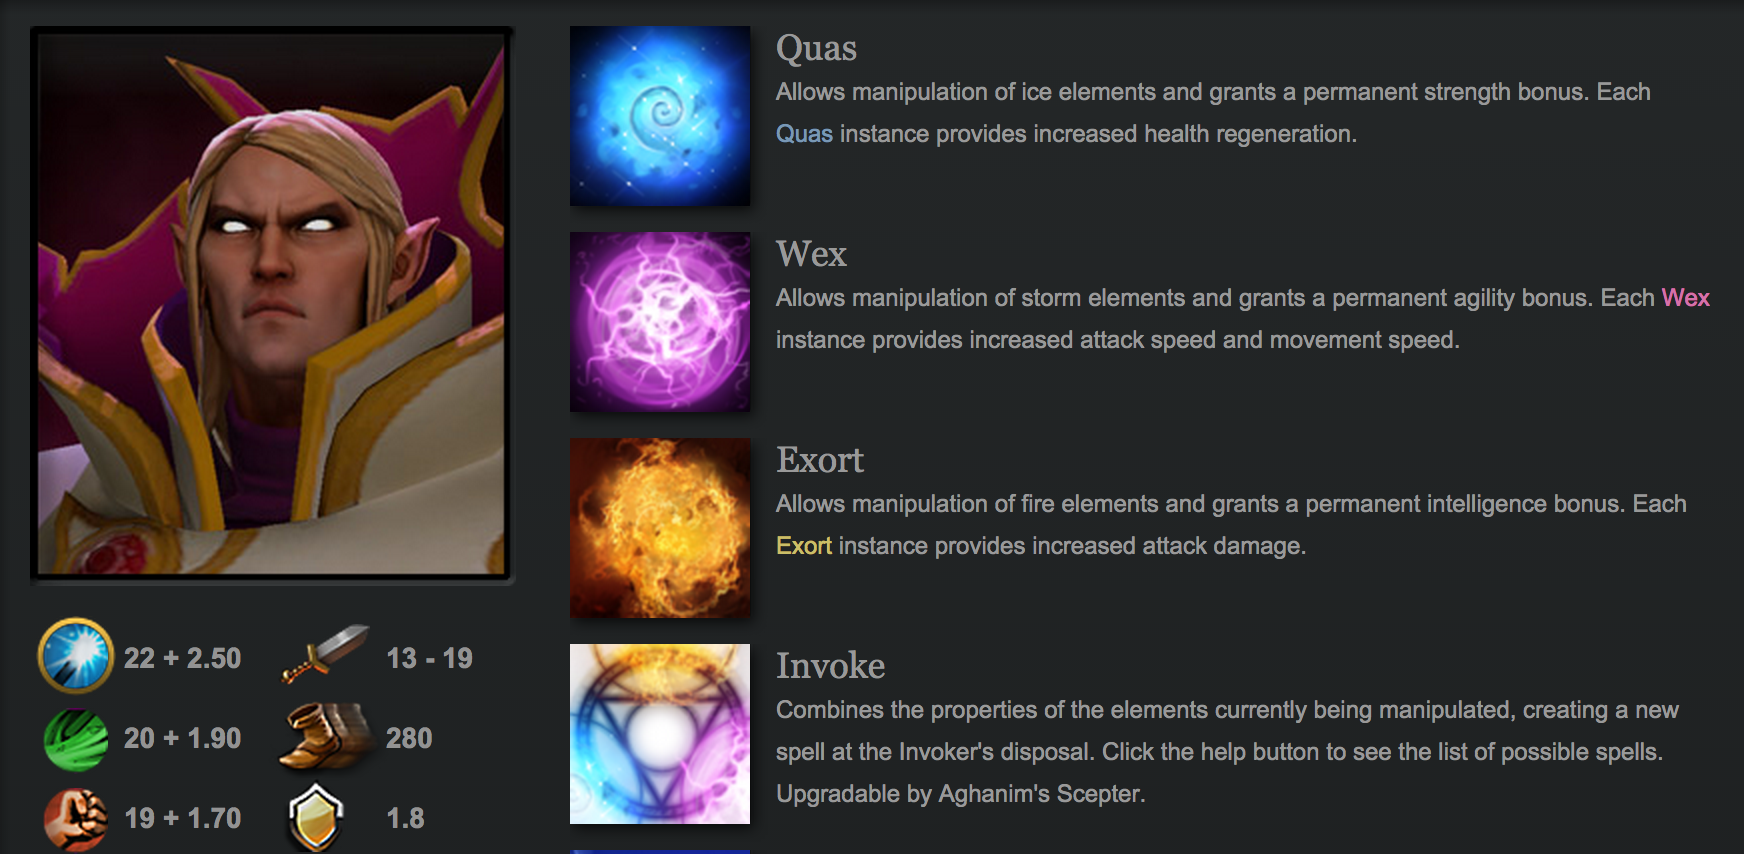 Quas
Allows manipulation of ice elements and grants a permanent strength bonus. Each
Quas instance provides increased health regeneration.
Wex
Allows manipulation of storm elements and grants a permanent agility bonus. Each Wex
instance provides increased attack speed and movement speed.
Exort
Allows manipulation of fire elements and grants a permanent intelligence bonus. Each
Exort instance provides increased attack damage.
Invoke
Combines the properties of the elements currently being manipulated, creating a new
spell at the Invoker's disposal. Click the help button to see the list of possible spells.
Upgradable by Aghanim's Scepter.
22 + 2.50
13 - 19
20 + 1.90
280
19 + 1.70
1.8